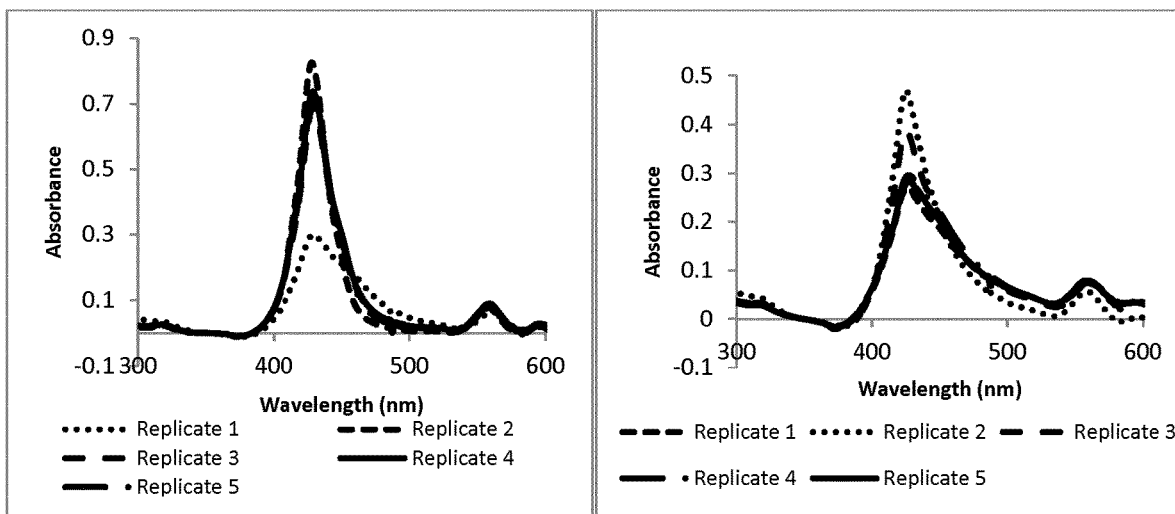 0.9
0.7
0.5
0.3
0.1
-0.1
300
400
500
600
Absorbance
Wavelength (nm)
Replicate 1
Replicate 2
Replicate 3
Replicate 4
Replicate 5
0.5
0.4
0.3
0.2
0.1
0
-0.1
300
400
500
600
Absorbance
Wavelength (nm)
Replicate 1
Replicate 2
Replicate 3
Replicate 4
Replicate 5